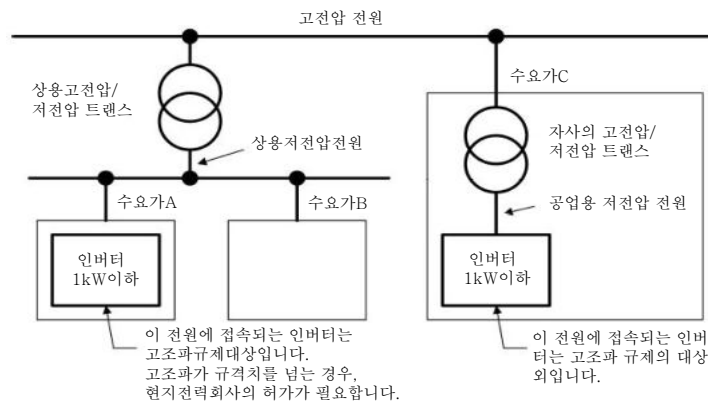 고전압 전원
상용고전압/
저전압 트랜스
상용저전압전원
수요가A
수요가B
인버터
1kW이하
이 전원에 접속되는 인버터는
고조파규제대상입니다.
고조파가 규격치를 넘는 경우,
현지전력회사의 허가가 필요합니다.
수요가C
자사의 고전압/
저전압 트랜스
공업용 저전압 전원
인버터
1kW이하
이 전원에 접속되는 인버
터는 고조파 규제의 대상
외입니다.